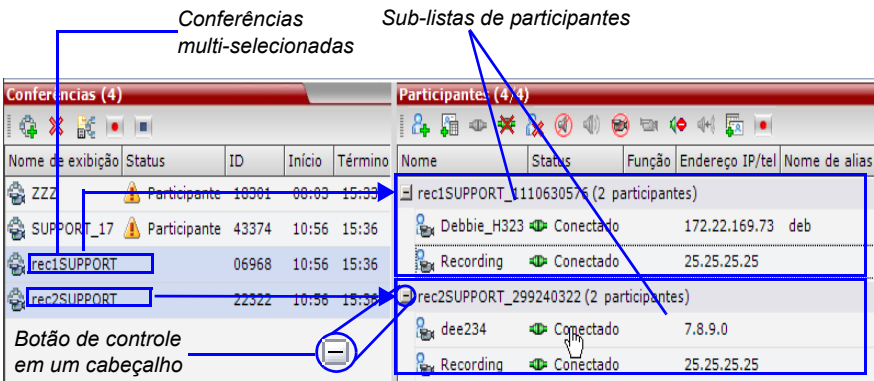 Conferências
multi-selecionadas
Sub-listas de participantes
Conferências (4)
Nome de exibição Status ID Início Término
ZZZ Participante 18301 08:03 15:33
SUPPORT_17 Participante 43374 10:56 15:36
rec1SUPPORT 06968 10:56 15:36
rec2SUPPORT 22322 10:56 15:36
Botão de controle
em um cabeçalho
Participantes (4/4)
Nome Status Função Endereço IP/tel Nome de alias
rec1SUPPORT_1110630576 (2 participantes)
Debbie_H323 Conectado 172.22.169.73 deb
Recording Conectado 25.25.25.25
rec2SUPPORT_299240322 (2 participantes)
dee234 Conectado 7.8.9.0
Recording Conectado 25.25.25.25